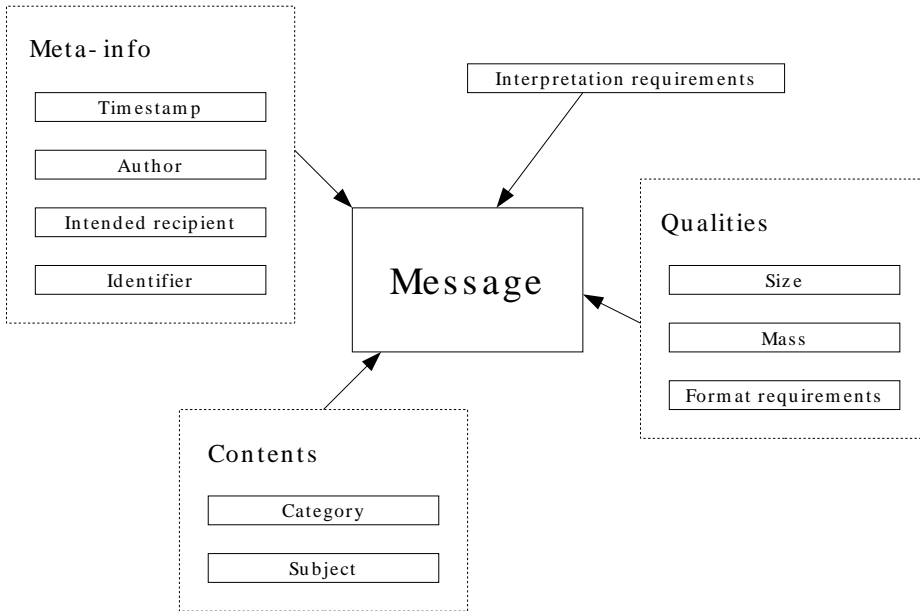 Meta-info
Timestamp
Author
Intended recipient
Identifier
Interpretation requirements
Message
Qualities
Size
Mass
Format requirements
Contents
Category
Subject